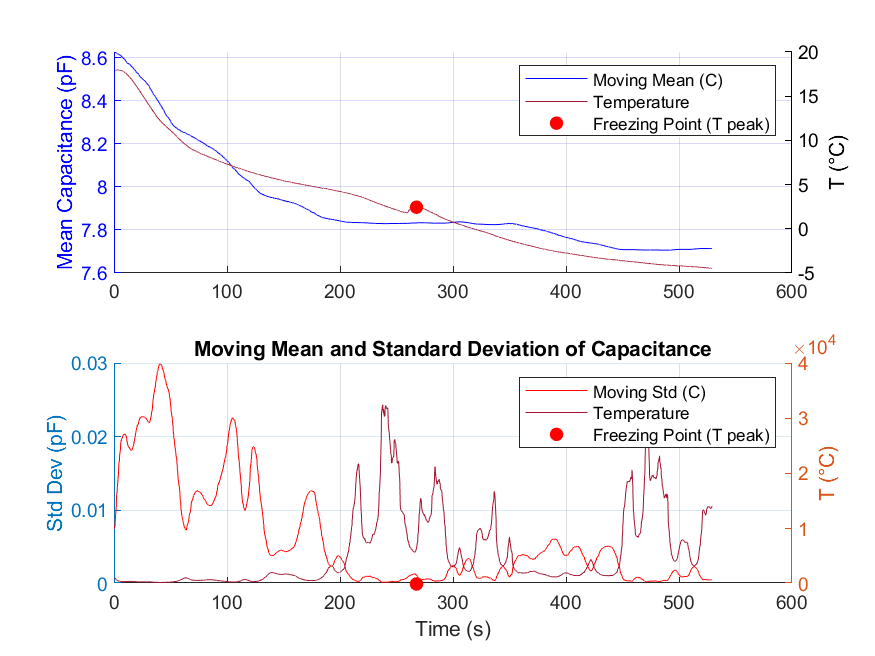 Mean Capacitance (pF)
8.6
8.4
8.2
8
7.8
7.6
Moving Mean (C)
Temperature
Freezing Point (T peak)
20
15
10
5
0
-5
T (°C)
0 100 200 300 400 500 600
Moving Mean and Standard Deviation of Capacitance
Std Dev (pF)
0.03
0.02
0.01
0
Moving Std (C)
Temperature
Freezing Point (T peak)
×10⁴
4
3
2
1
0
T (°C)
0 100 200 300 400 500 600
Time (s)